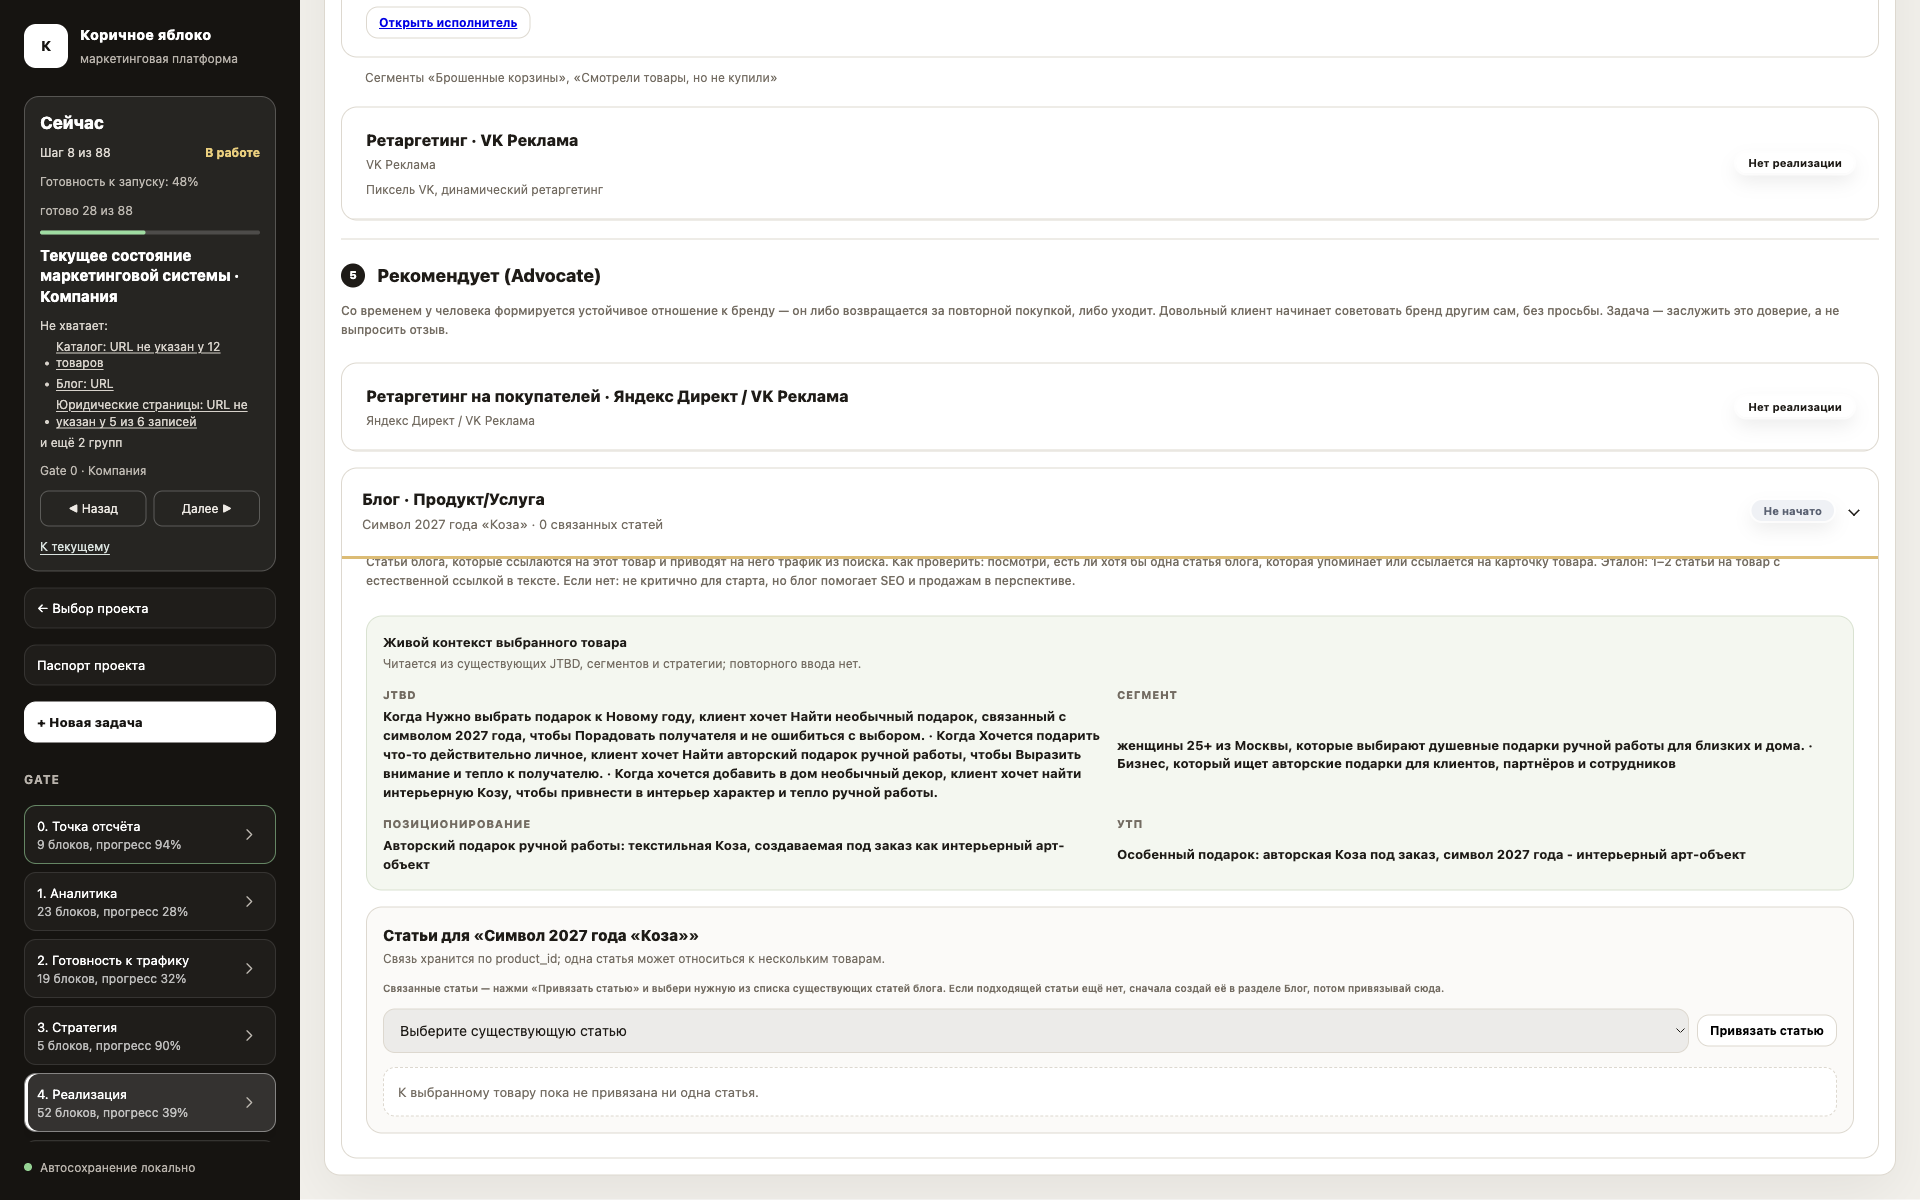 К
Коричное яблоко
маркетинговая платформа
Сейчас
Шаг 8 из 88
В работе
Готовность к запуску: 48%
готово 28 из 88
Текущее состояние
маркетинговой системы ·
Компания
Не хватает:
• Каталог: URL не указан у 12
товаров
• Блог: URL
• Юридические страницы: URL не
указан у 5 из 6 записей
и ещё 2 групп
Gate 0 · Компания
◀ Назад
Далее ▶
К текущему
← Выбор проекта
Паспорт проекта
+ Новая задача
GATE
0. Точка отсчёта
9 блоков, прогресс 94%
1. Аналитика
23 блоков, прогресс 28%
2. Готовность к трафику
19 блоков, прогресс 32%
3. Стратегия
5 блоков, прогресс 90%
4. Реализация
52 блоков, прогресс 39%
Автосохранение локально
Открыть исполнитель
Сегменты «Брошенные корзины», «Смотрели товары, но не купили»
Ретаргетинг · VK Реклама
VK Реклама
Пиксель VK, динамический ретаргетинг
Нет реализации
5
Рекомендует (Advocate)
Со временем у человека формируется устойчивое отношение к бренду — он либо возвращается за повторной покупкой, либо уходит. Довольный клиент начинает советовать бренд другим сам, без просьбы. Задача — заслужить это доверие, а не
выпросить отзыв.
Ретаргетинг на покупателей · Яндекс Директ / VK Реклама
Яндекс Директ / VK Реклама
Нет реализации
Блог · Продукт/Услуга
Символ 2027 года «Коза» · 0 связанных статей
Не начато
Статьи блога, которые ссылаются на этот товар и приводят на него трафик из поиска. Как проверить: посмотри, есть ли хотя бы одна статья блога, которая упоминает или ссылается на карточку товара. Эталон: 1–2 статьи на товар с
естественной ссылкой в тексте. Если нет: не критично для старта, но блог помогает SEO и продажам в перспективе.
Живой контекст выбранного товара
Читается из существующих JTBD, сегментов и стратегии; повторного ввода нет.
JTBD
Когда Нужно выбрать подарок к Новому году, клиент хочет Найти необычный подарок, связанный с
символом 2027 года, чтобы Порадовать получателя и не ошибиться с выбором. · Когда Хочется подарить
что-то действительно личное, клиент хочет Найти авторский подарок ручной работы, чтобы Выразить
внимание и тепло к получателю. · Когда хочется добавить в дом необычный декор, клиент хочет найти
интерьерную Козу, чтобы привнести в интерьер характер и тепло ручной работы.
СЕГМЕНТ
женщины 25+ из Москвы, которые выбирают душевные подарки ручной работы для близких и дома. ·
Бизнес, который ищет авторские подарки для клиентов, партнёров и сотрудников
ПОЗИЦИОНИРОВАНИЕ
Авторский подарок ручной работы: текстильная Коза, создаваемая под заказ как интерьерный арт-
объект
УТП
Особенный подарок: авторская Коза под заказ, символ 2027 года - интерьерный арт-объект
Статьи для «Символ 2027 года «Коза»»
Связь хранится по product_id; одна статья может относиться к нескольким товарам.
Связанные статьи — нажми «Привязать статью» и выбери нужную из списка существующих статей блога. Если подходящей статьи ещё нет, сначала создай её в разделе Блог, потом привязывай сюда.
Выберите существующую статью
Привязать статью
К выбранному товару пока не привязана ни одна статья.